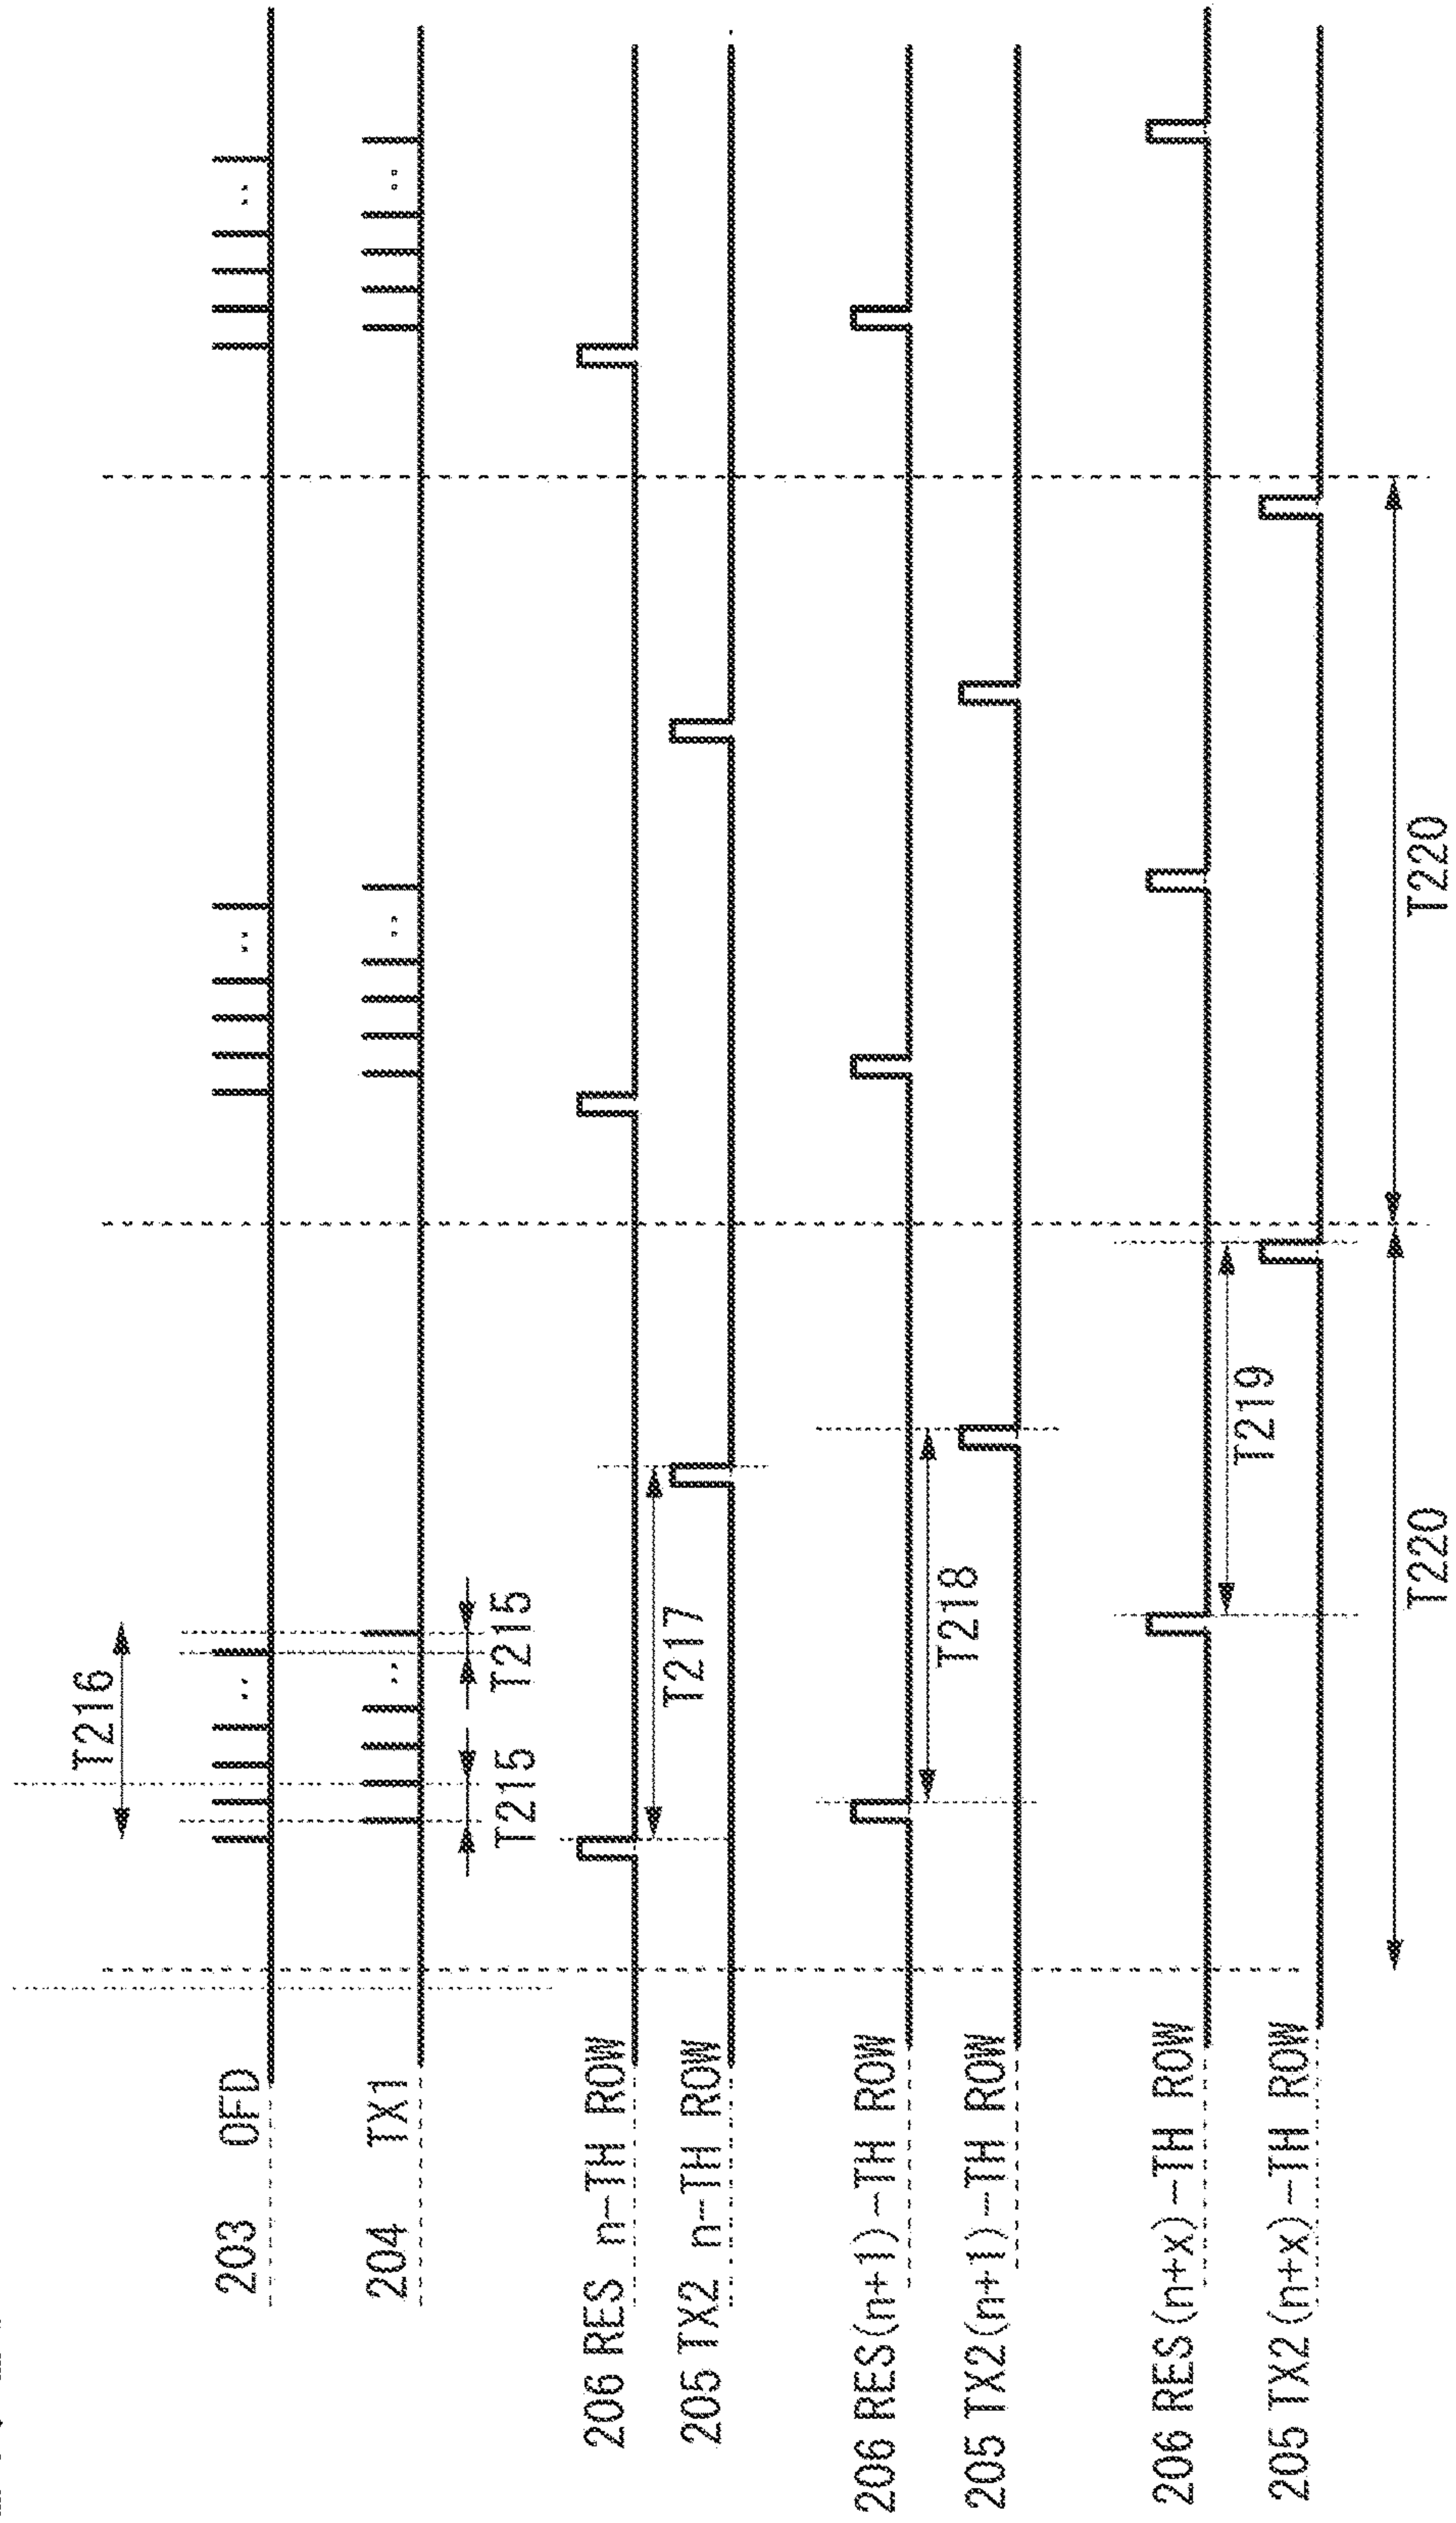 T216
203 OFD
204 TX1
T215 T215
206 RES n-TH ROW
T217
205 TX2 n-TH ROW
206 RES(n+1)-TH ROW
T218
205 TX2(n+1)-TH ROW
206 RES(n+x)-TH ROW
T219
205 TX2(n+x)-TH ROW
T220 T220